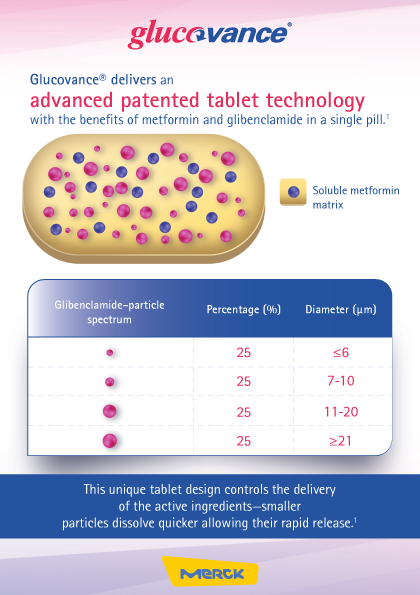 glucovance®
Glucovance® delivers an
advanced patented tablet technology
with the benefits of metformin and glibenclamide in a single pill.¹
Soluble metformin
matrix
Glibenclamide-particle
spectrum
Percentage (%)
Diameter (µm)
25
≤6
25
7-10
25
11-20
25
≥21
This unique tablet design controls the delivery
of the active ingredients—smaller
particles dissolve quicker allowing their rapid release.¹
MERCK